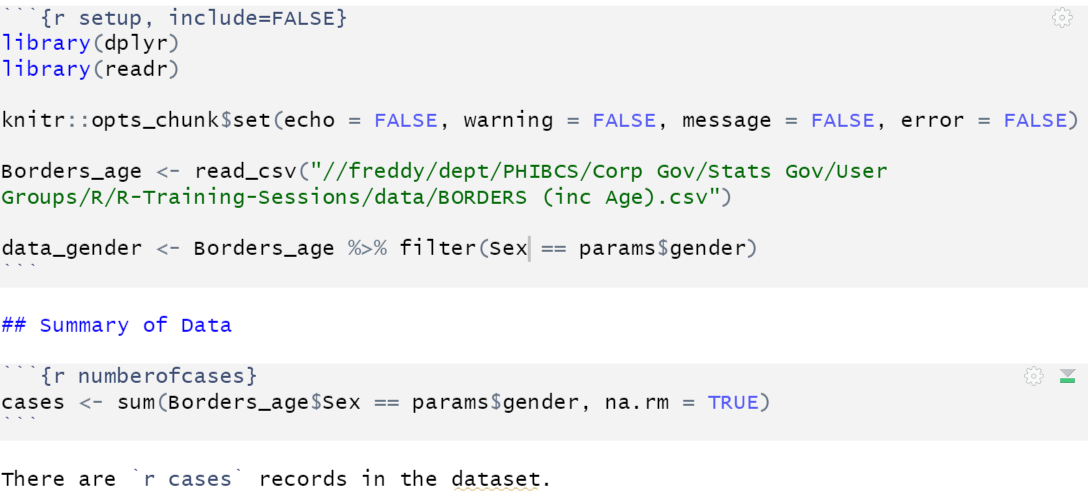 ```{r setup, include=FALSE}
library(dplyr)
library(readr)
knitr::opts_chunk$set(echo = FALSE, warning = FALSE, message = FALSE, error = FALSE)
Borders_age <- read_csv("//freddy/dept/PHIBCS/Corp Gov/Stats Gov/User
Groups/R/R-Training-Sessions/data/BORDERS (inc Age).csv")
data_gender <- Borders_age %>% filter(Sex == params$gender)
```
## Summary of Data
```{r numberofcases}
cases <- sum(Borders_age$Sex == params$gender, na.rm = TRUE)
```
There are `r cases` records in the dataset.